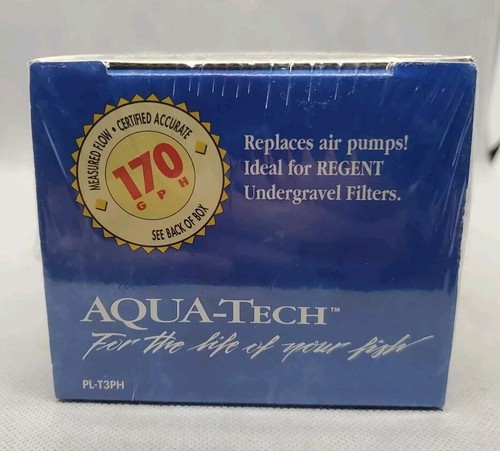 MEASURED FLOW • CERTIFIED ACCURATE
170
GPH
SEE BACK OF BOX
Replaces air pumps!
Ideal for REGENT
Undergravel Filters.
AQUA-TECH™
For the life of your fish
PL-T3PH